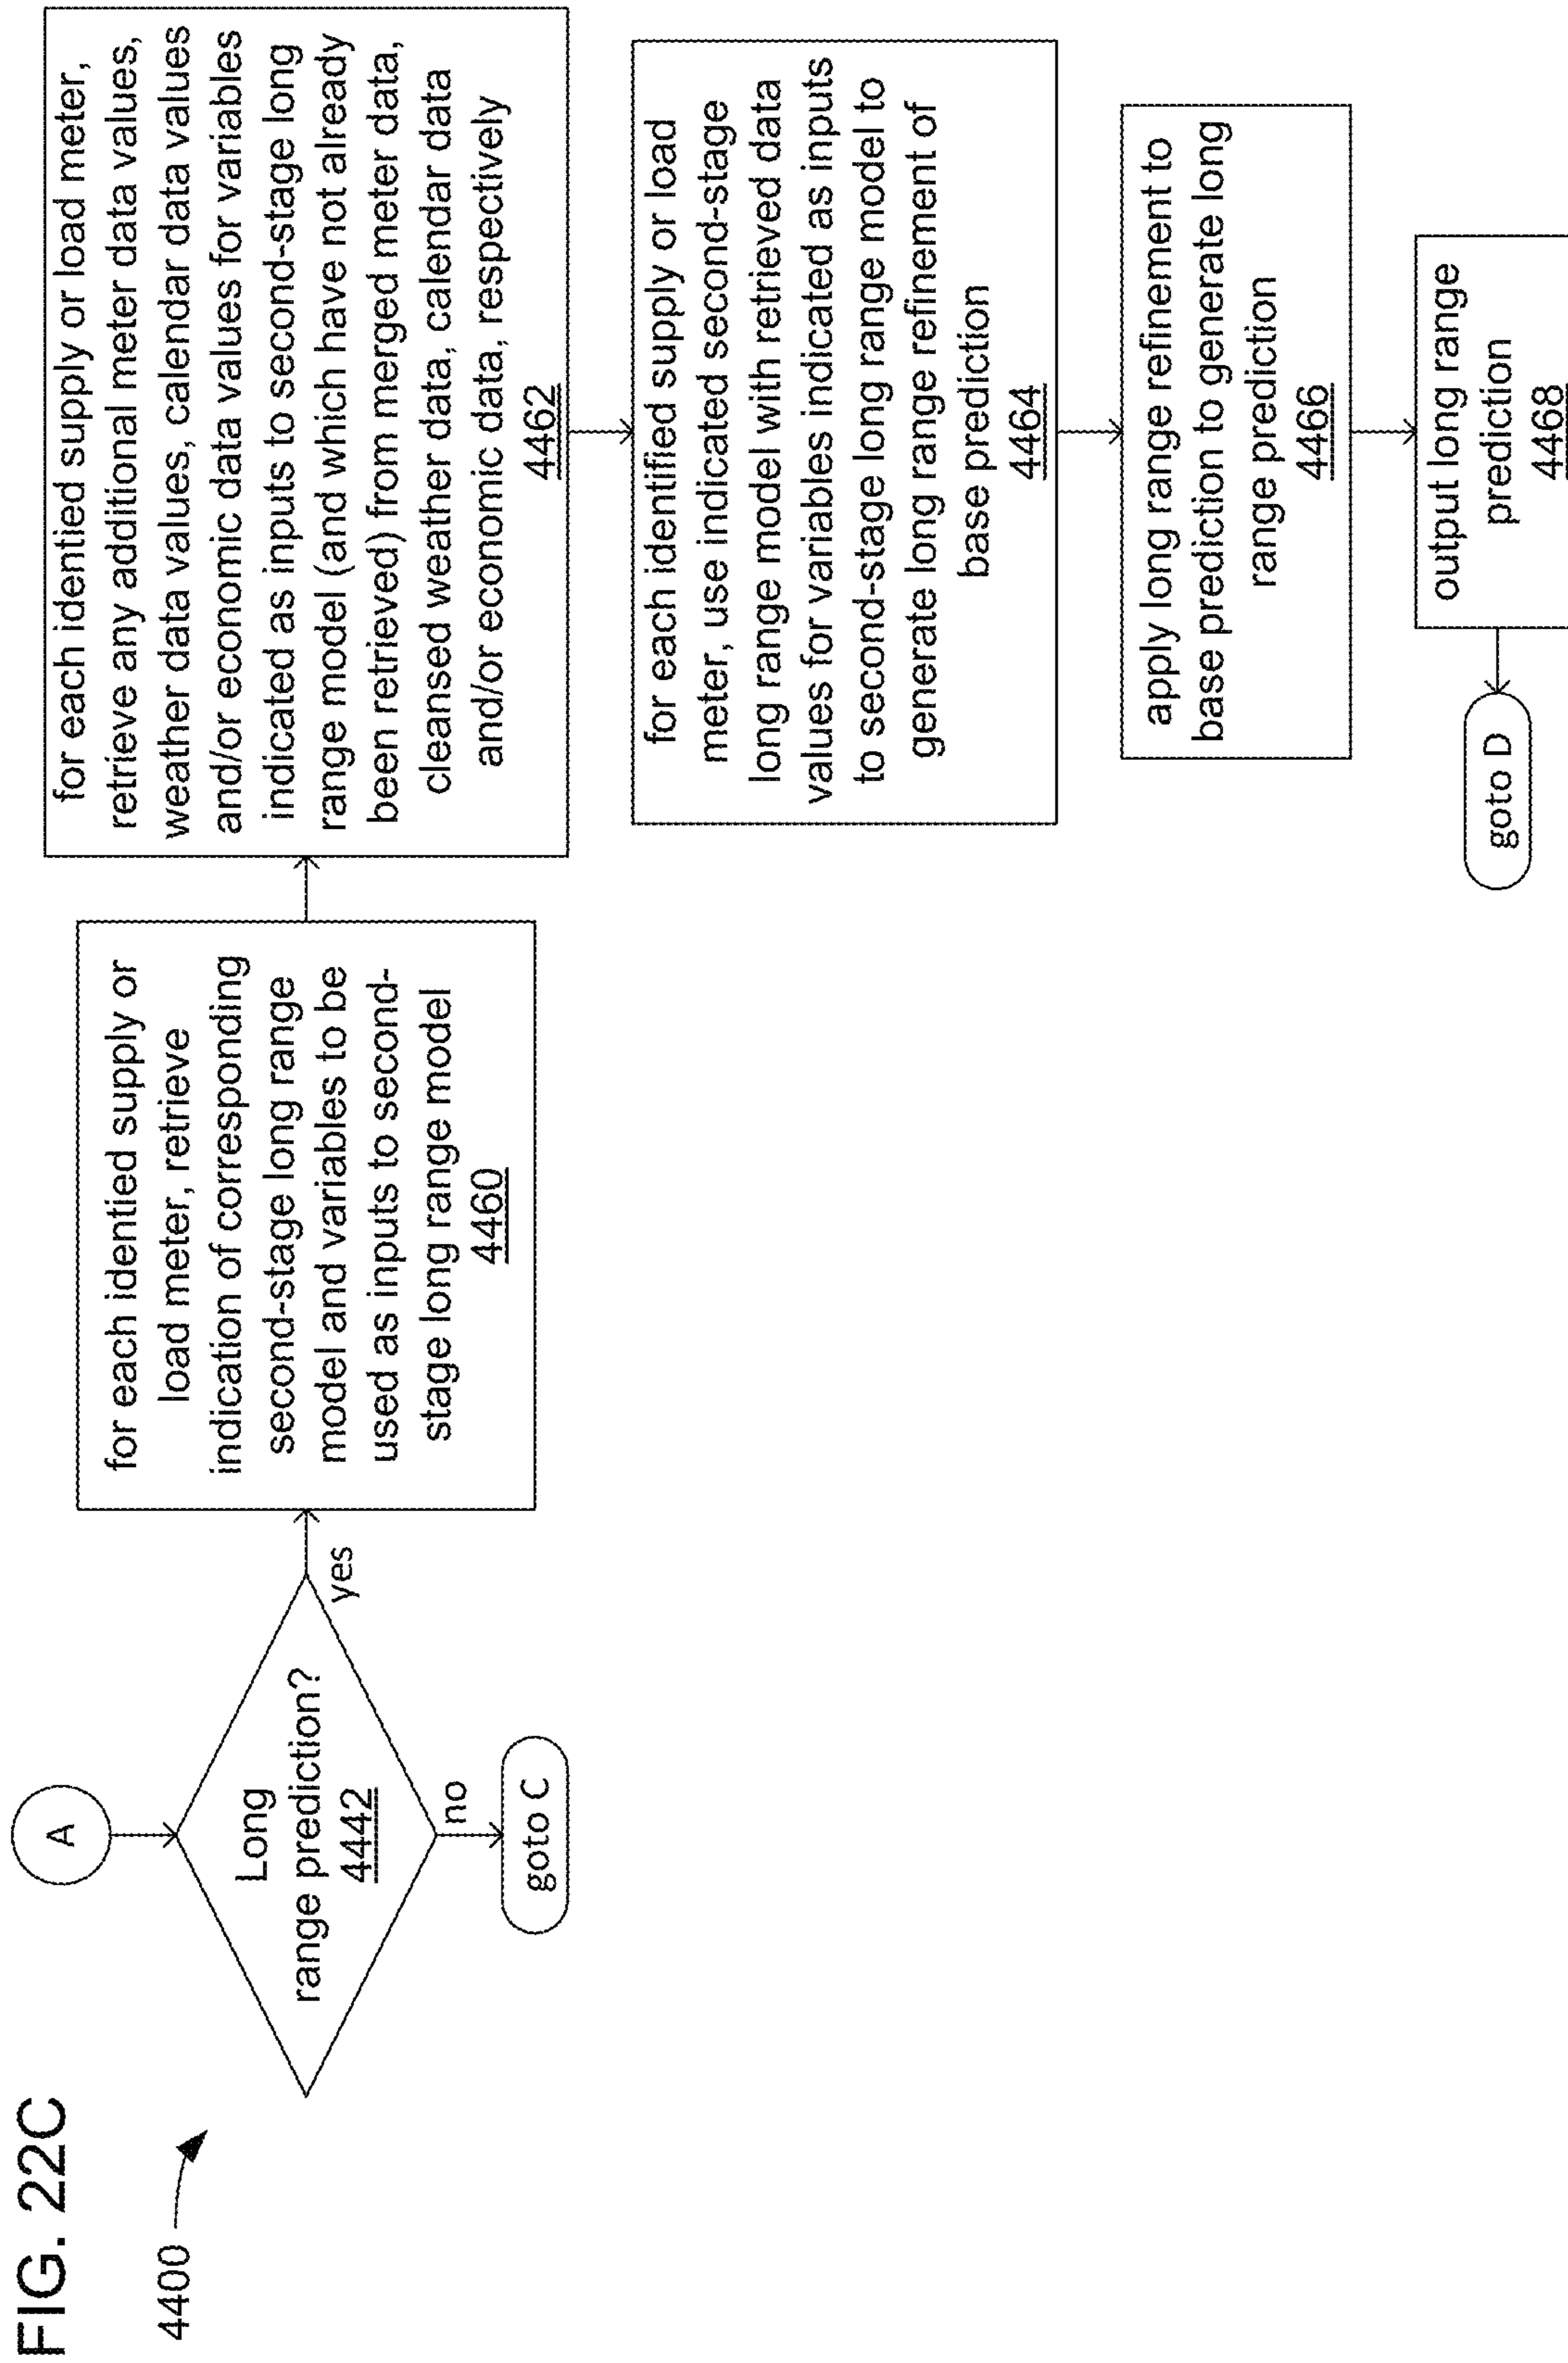 FIG. 22C
4400
A
Long
range prediction?
4442
yes
no
goto C
for each identied supply or
load meter, retrieve
indication of corresponding
second-stage long range
model and variables to be
used as inputs to second-
stage long range model
4460
for each identied supply or load meter,
retrieve any additional meter data values,
weather data values, calendar data values
and/or economic data values for variables
indicated as inputs to second-stage long
range model (and which have not already
been retrieved) from merged meter data,
cleansed weather data, calendar data
and/or economic data, respectively
4462
for each identified supply or load
meter, use indicated second-stage
long range model with retrieved data
values for variables indicated as inputs
to second-stage long range model to
generate long range refinement of
base prediction
4464
apply long range refinement to
base prediction to generate long
range prediction
4466
output long range
prediction
4468
goto D